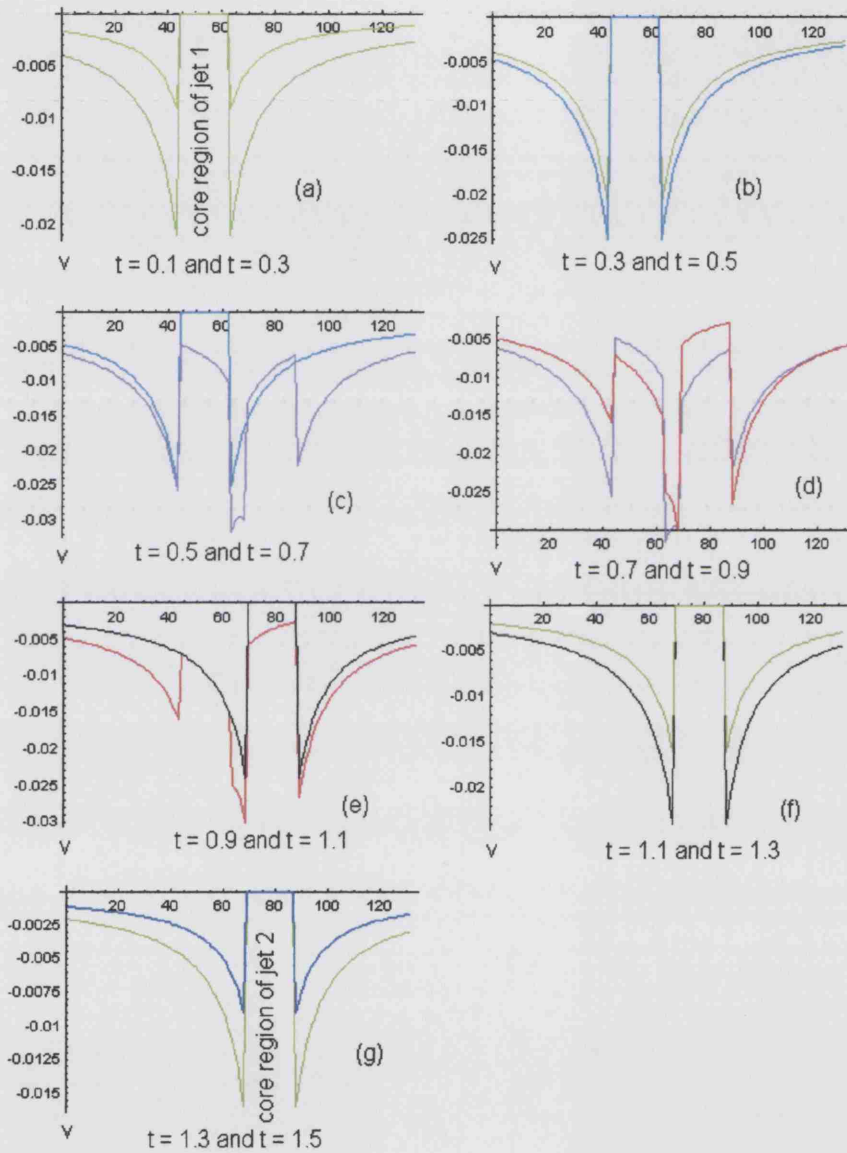 20 40 60 80 100 120
-0.005
-0.01
-0.015
-0.02
core region of jet 1
(a)
v
t = 0.1 and t = 0.3
20 40 60 80 100 120
-0.005
-0.01
-0.015
-0.02
-0.025
(b)
v
t = 0.3 and t = 0.5
20 40 60 80 100 120
-0.005
-0.01
-0.015
-0.02
-0.025
-0.03
(c)
v
t = 0.5 and t = 0.7
-0.005
-0.01
-0.015
-0.02
-0.025
(d)
0 20 40 60 80 100 120
v
t = 0.7 and t = 0.9
20 40 60 80 100 120
-0.005
-0.01
-0.015
-0.02
-0.025
-0.03
(e)
v
t = 0.9 and t = 1.1
20 40 60 80 100 120
-0.005
-0.01
-0.015
-0.02
(f)
v
t = 1.1 and t = 1.3
20 40 60 80 100 120
-0.0025
-0.005
-0.0075
-0.01
-0.0125
-0.015
core region of jet 2
(g)
v
t = 1.3 and t = 1.5